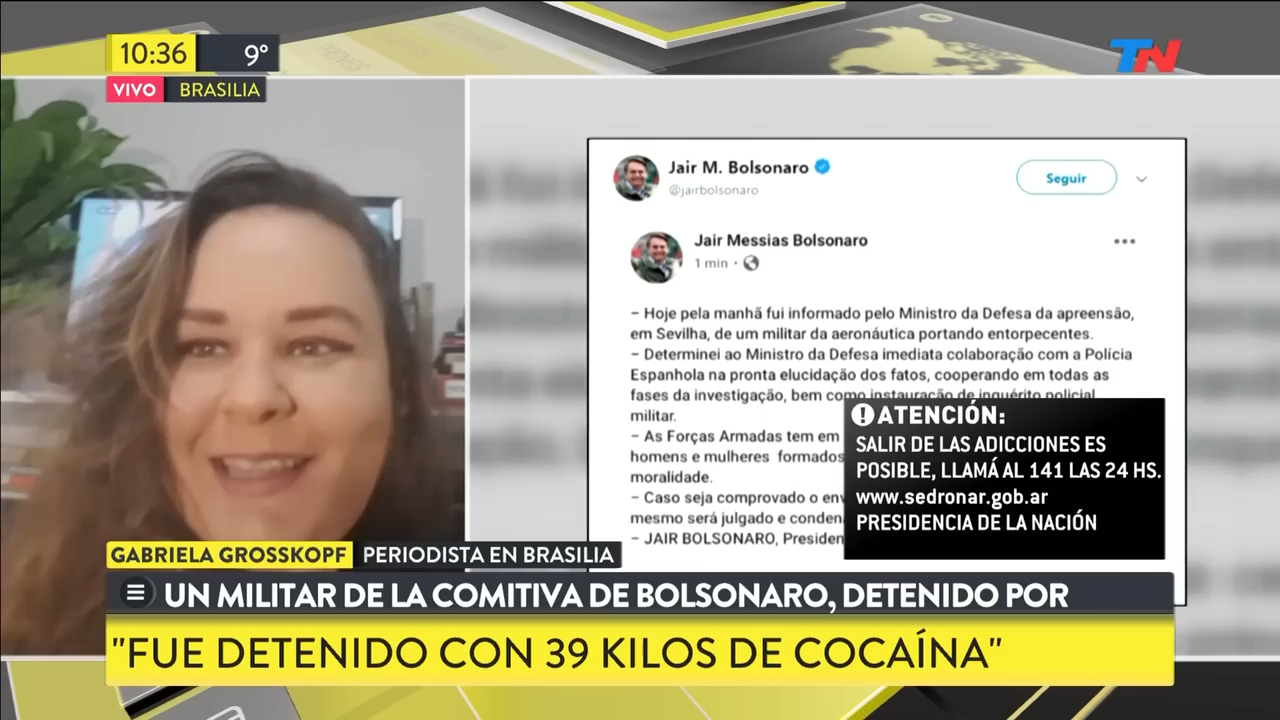 10:36 9°
TN
VIVO BRASILIA
Jair M. Bolsonaro
@jairbolsonaro
Seguir
Jair Messias Bolsonaro
1 min ·
– Hoje pela manhã fui informado pelo Ministro da Defesa da apreensão,
em Sevilha, de um militar da aeronáutica portando entorpecentes.
– Determinei ao Ministro da Defesa imediata colaboração com a Polícia
Espanhola na pronta elucidação dos fatos, cooperando em todas as
fases da investigação, bem como instauração de inquérito policial
militar.
– As Forças Armadas tem em
homens e mulheres formados
moralidade.
– Caso seja comprovado o
mesmo será julgado e
– JAIR BOLSONARO,
ATENCIÓN:
SALIR DE LAS ADICCIONES ES
POSIBLE, LLAMÁ AL 141 LAS 24 HS.
www.sedronar.gob.ar
PRESIDENCIA DE LA NACIÓN
GABRIELA GROSSKOPF PERIODISTA EN BRASILIA
UN MILITAR DE LA COMITIVA DE BOLSONARO, DETENIDO POR
"FUE DETENIDO CON 39 KILOS DE COCAÍNA"